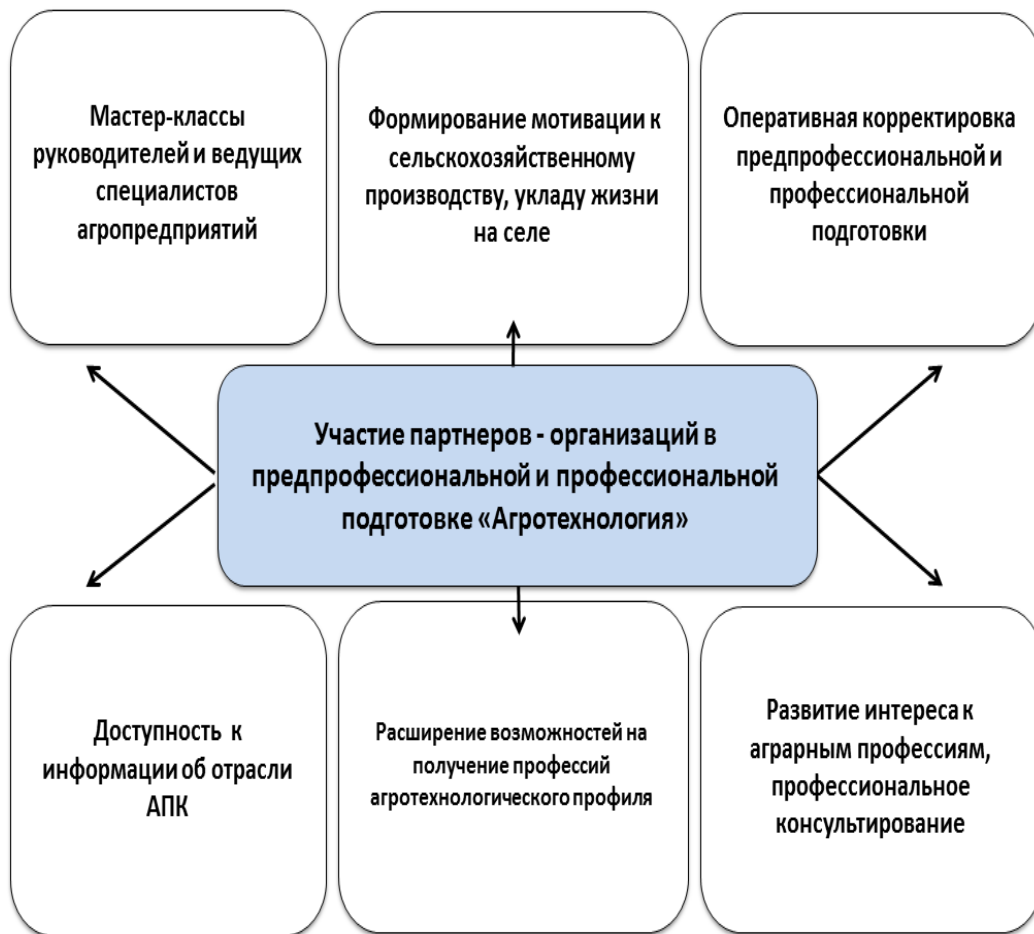 Мастер-классы
руководителей и ведущих
специалистов
агропредприятий
Формирование мотивации к
сельскохозяйственному
производству, укладу жизни
на селе
Оперативная корректировка
предпрофессиональной и
профессиональной
подготовки
Участие партнеров - организаций в
предпрофессиональной и профессиональной
подготовке «Агротехнология»
Доступность к
информации об отрасли
АПК
Расширение возможностей на
получение профессий
агротехнологического профиля
Развитие интереса к
аграрным профессиям,
профессиональное
консультирование